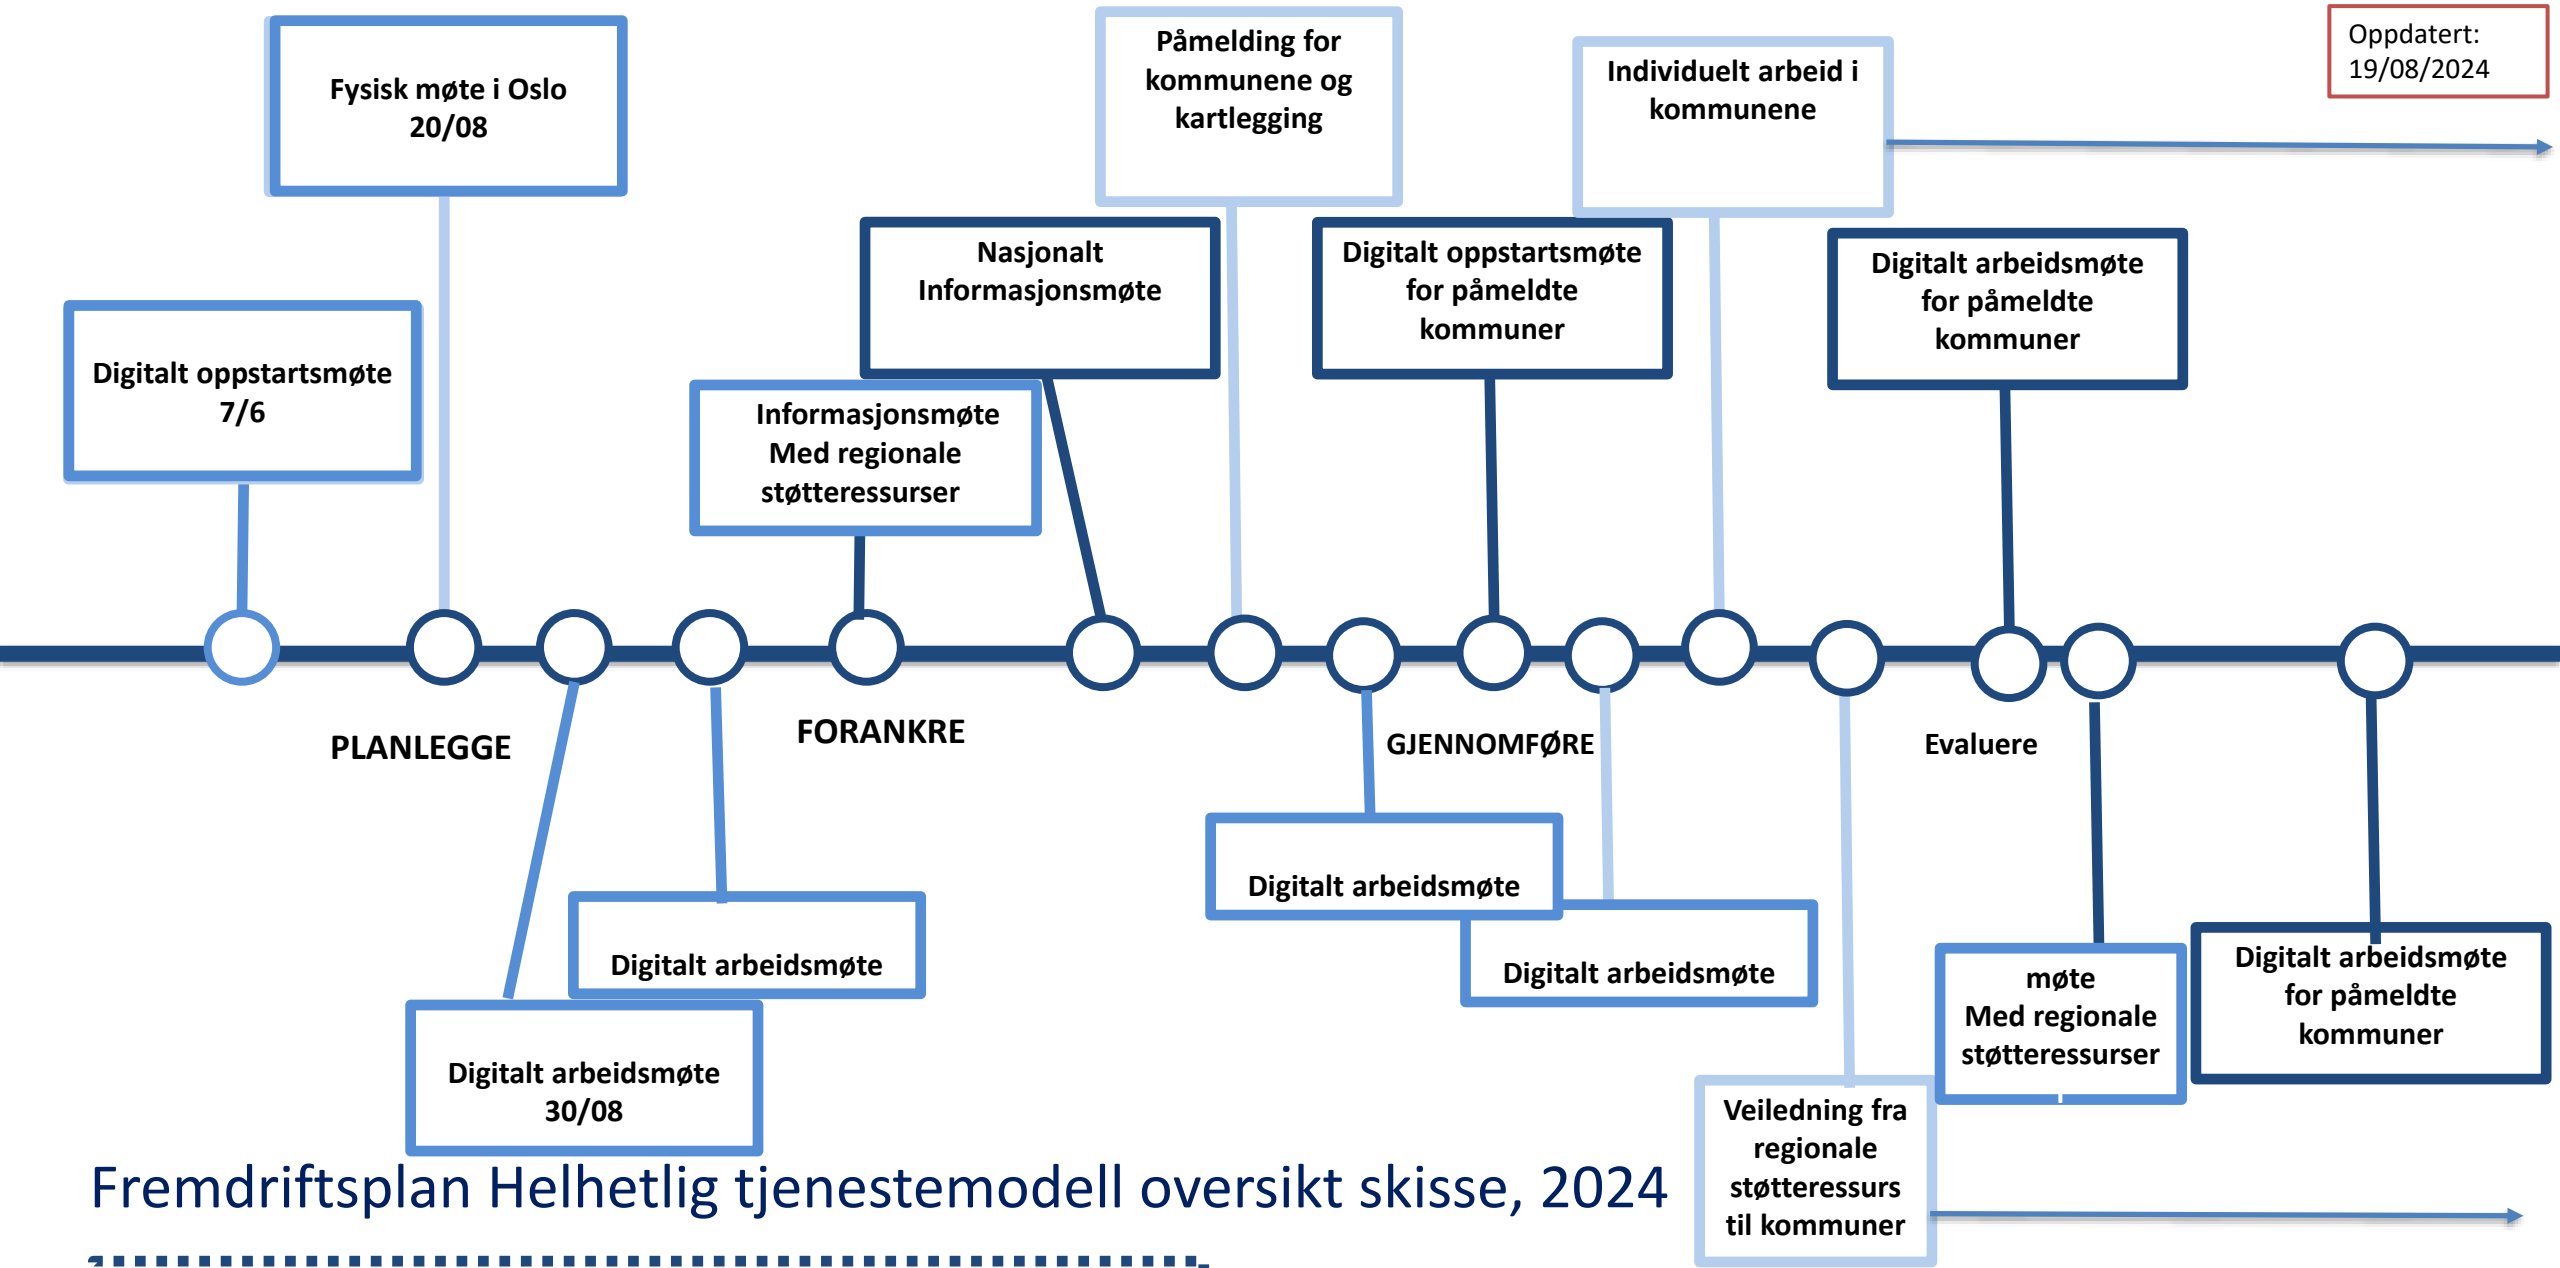 Oppdatert:
19/08/2024
Fysisk møte i Oslo
20/08
Påmelding for
kommunene og
kartlegging
Individuelt arbeid i
kommunene
Nasjonalt
Informasjonsmøte
Digitalt oppstartsmøte
for påmeldte
kommuner
Digitalt arbeidsmøte
for påmeldte
kommuner
Digitalt oppstartsmøte
7/6
Informasjonsmøte
Med regionale
støtteressurser
PLANLEGGE
FORANKRE
GJENNOMFØRE
Evaluere
Digitalt arbeidsmøte
Digitalt arbeidsmøte
30/08
Digitalt arbeidsmøte
Digitalt arbeidsmøte
møte
Med regionale
støtteressurser
Digitalt arbeidsmøte
for påmeldte
kommuner
Veiledning fra
regionale
støtteressurs
til kommuner
Fremdriftsplan Helhetlig tjenestemodell oversikt skisse, 2024